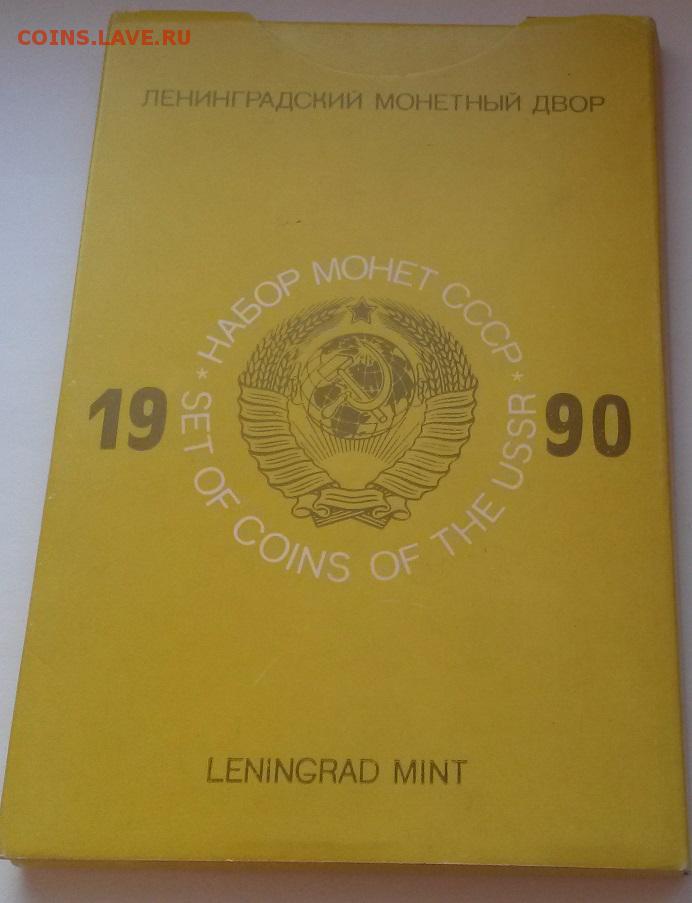 COINS.LAVE.RU
ЛЕНИНГРАДСКИЙ МОНЕТНЫЙ ДВОР
* НАБОР МОНЕТ СССР *
19 90
SET OF COINS OF THE USSR
LENINGRAD MINT